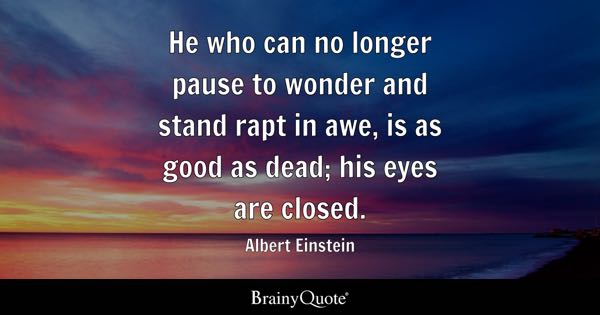 He who can no longer
pause to wonder and
stand rapt in awe, is as
good as dead; his eyes
are closed.
Albert Einstein
BrainyQuote®